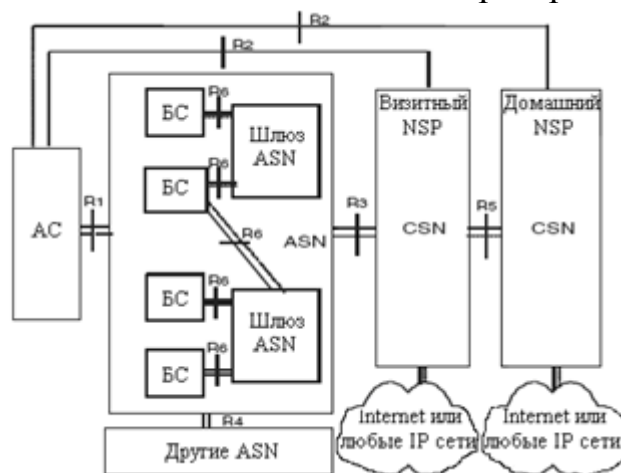 R2
R2
Визитный
NSP
Домашний
NSP
БС
R6
Шлюз
ASN
БС
R6
АС
R1
R6
ASN
R3
CSN
R5
CSN
БС
R6
Шлюз
ASN
БС
R6
R4
Другие ASN
Internet или
любые IP сети
Internet или
любые IP сети